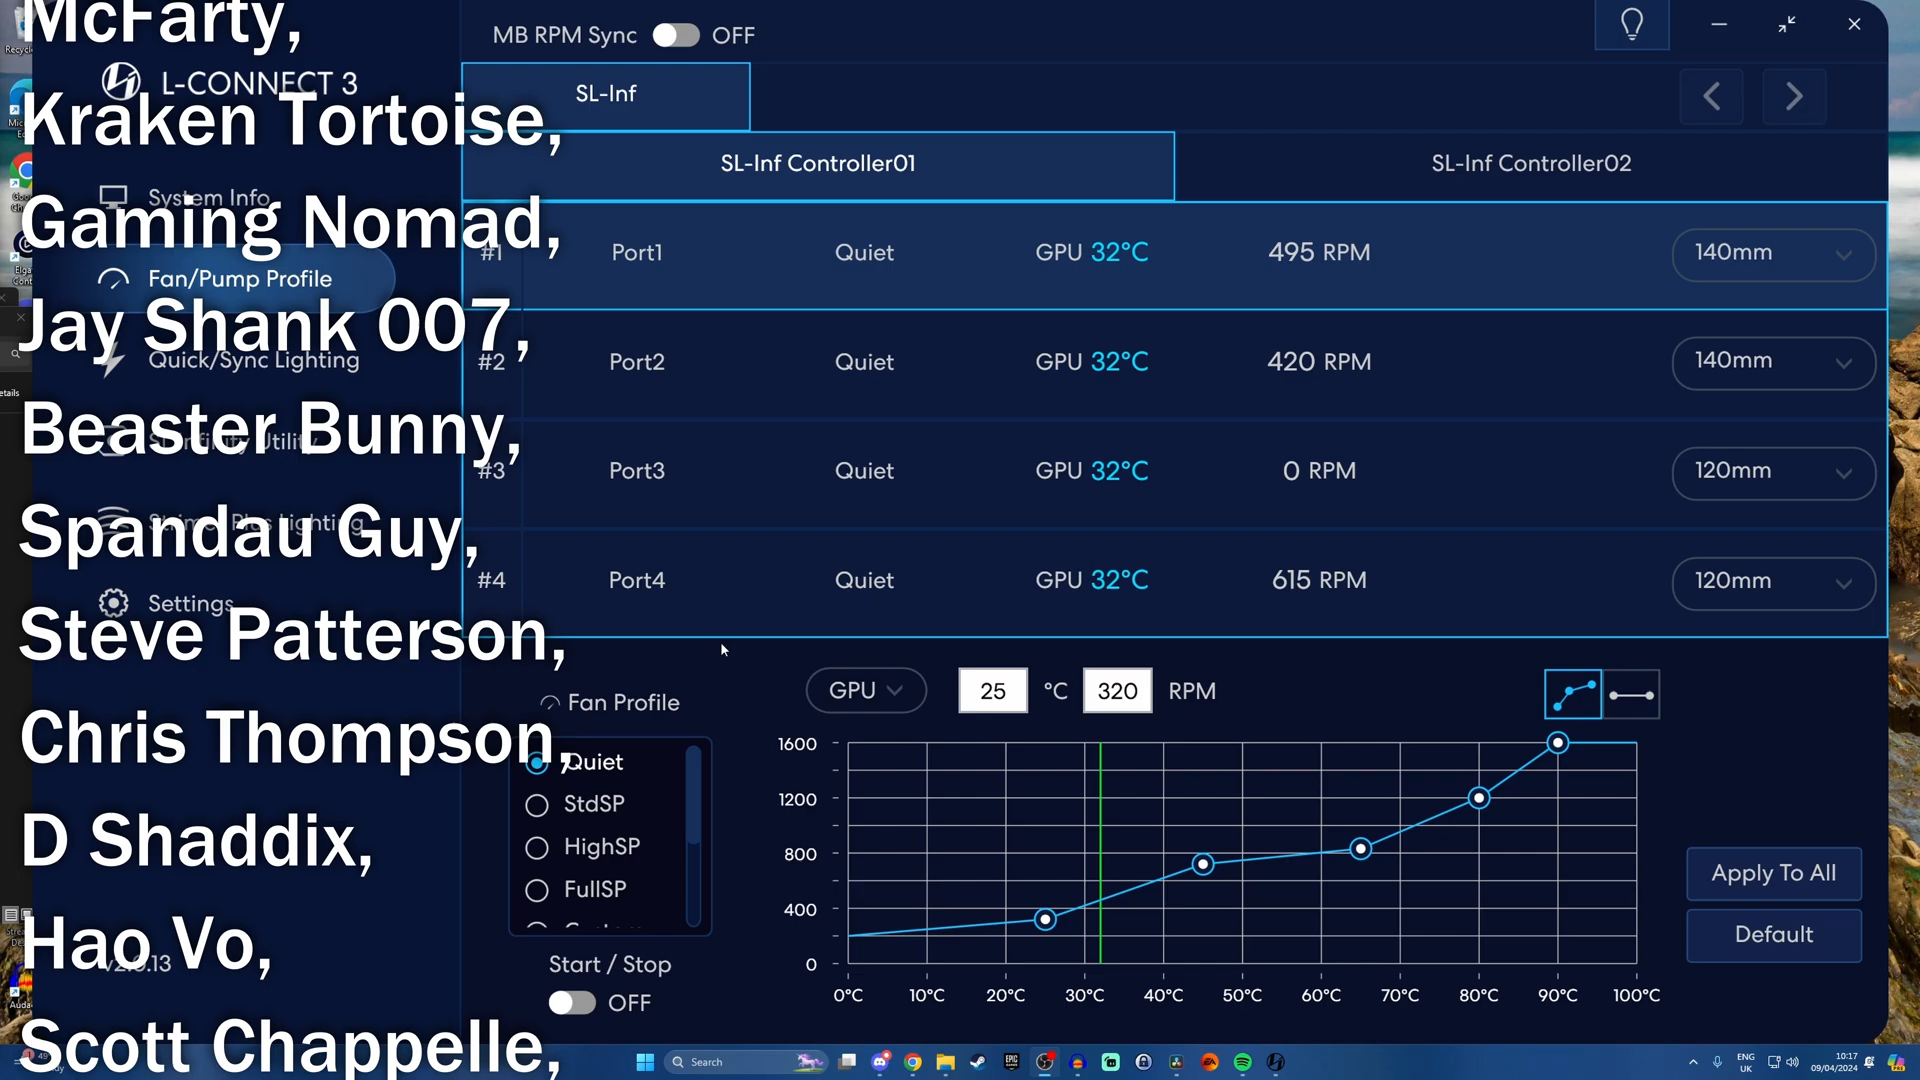 McFarty,
Kraken Tortoise,
Gaming Nomad,
Jay Shank 007,
Beaster Bunny,
Spandau Guy,
Steve Patterson,
Chris Thompson,
D Shaddix,
Hao Vo,
Scott Chappelle,
L-CONNECT 3
System Info
Fan/Pump Profile
Quick/Sync Lighting
Utility
Strimer Plus Lighting
Settings
MB RPM Sync OFF
SL-Inf
SL-Inf Controller01 SL-Inf Controller02
#1 Port1 Quiet GPU 32°C 495 RPM 140mm
#2 Port2 Quiet GPU 32°C 420 RPM 140mm
#3 Port3 Quiet GPU 32°C 0 RPM 120mm
#4 Port4 Quiet GPU 32°C 615 RPM 120mm
Fan Profile
Quiet
StdSP
HighSP
FullSP
Start / Stop
OFF
GPU 25 °C 320 RPM
1600
1200
800
400
0
0°C 10°C 20°C 30°C 40°C 50°C 60°C 70°C 80°C 90°C 100°C
Apply To All
Default
Search
ENG
UK
10:17
09/04/2024